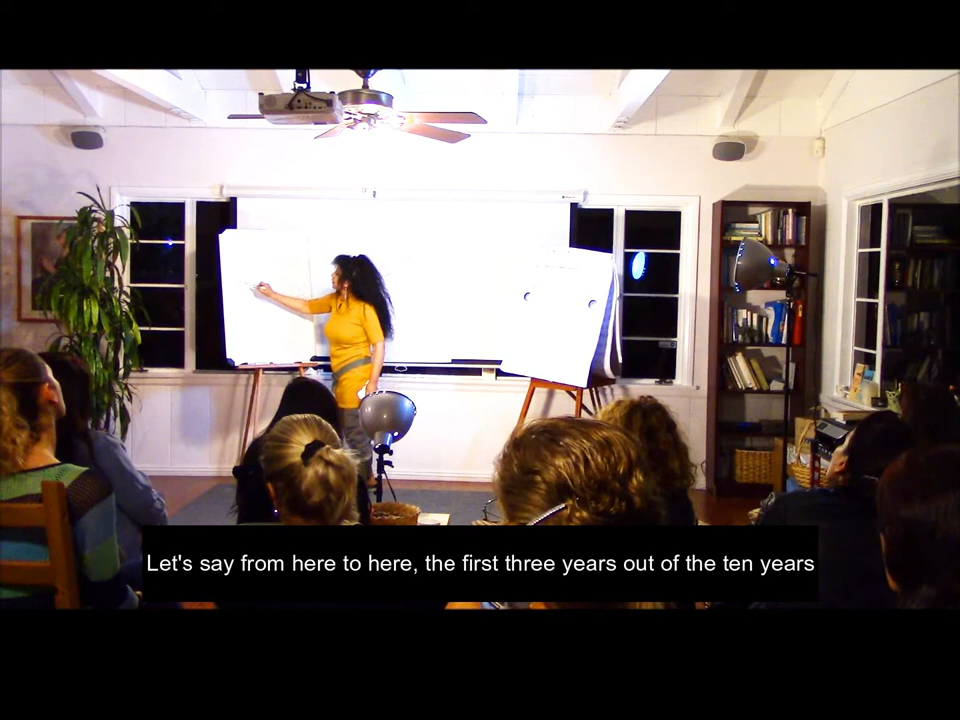 Let's say from here to here, the first three years out of the ten years